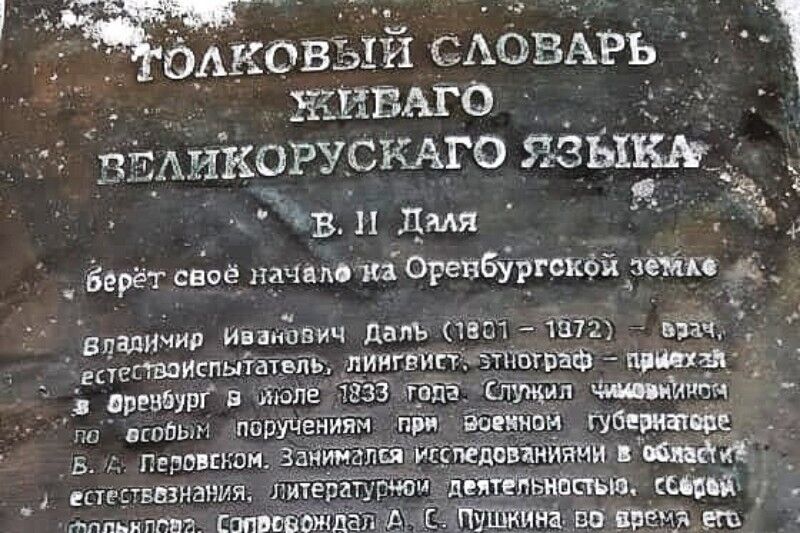 ТОЛКОВЫЙ СЛОВАРЬ
ЖИВАГО
ВЕЛИКОРУСКАГО ЯЗЫКА
В. И Даля
берёт своё начало на Оренбургской земле
Владимир Иванович Даль (1801 – 1872) – врач,
естествоиспытатель, лингвист, этнограф – приехал
в Оренбург в июле 1833 года. Служил чиновником
по особым поручениям при военном губернаторе
В. А. Перовском. Занимался исследованиями в области
естествознания, литературной деятельностью, сбором
фольклора. Сопровождал А. С. Пушкина во время его